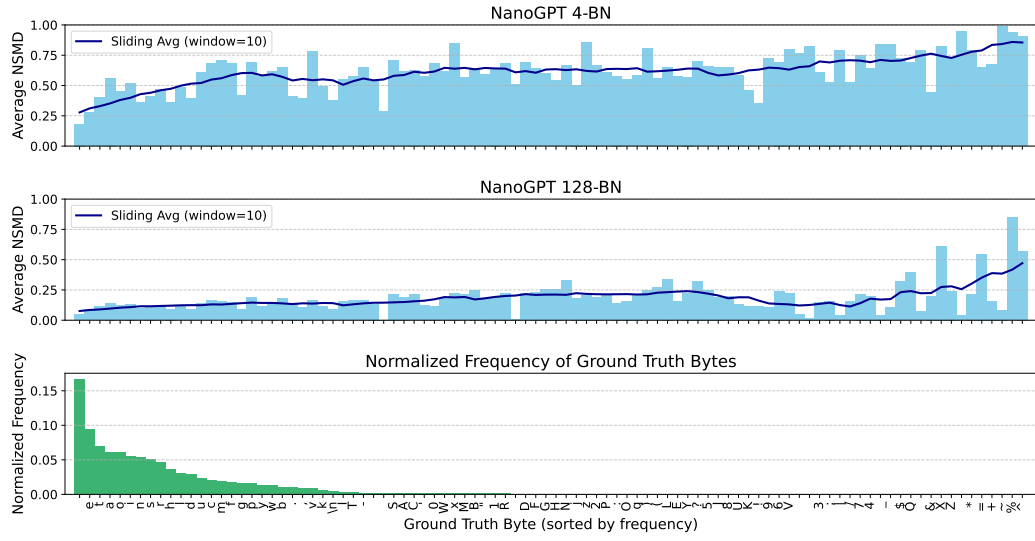 NanoGPT 4-BN
Average NSMD
1.00
0.75
0.50
0.25
0.00
Sliding Avg (window=10)
NanoGPT 128-BN
Average NSMD
1.00
0.75
0.50
0.25
0.00
Sliding Avg (window=10)
Normalized Frequency of Ground Truth Bytes
Normalized Frequency
0.15
0.10
0.05
0.00
e t a o i n s r h l d u c m f g p y w b
Ground Truth Byte (sorted by frequency)